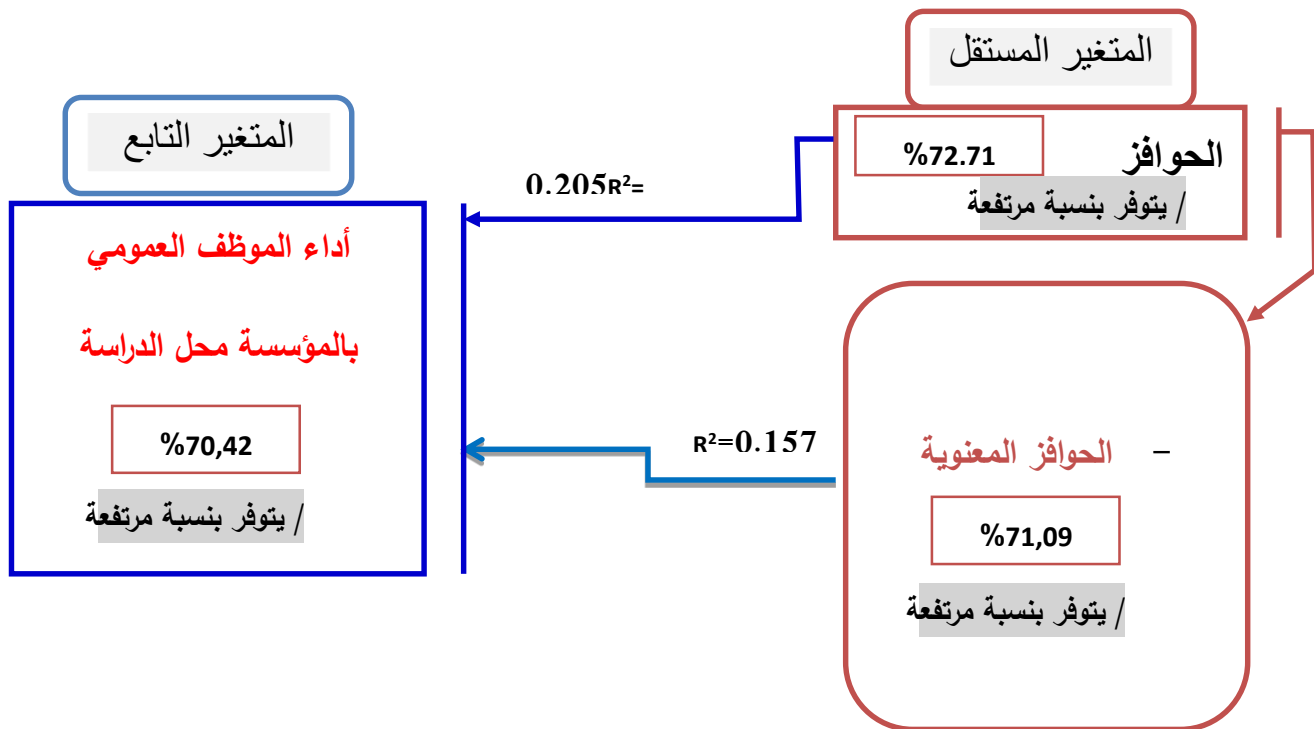 المتغير المستقل
الحوافز
%72.71
/ يتوفر بنسبة مرتفعة
المتغير التابع
أداء الموظف العمومي
بالمؤسسة محل الدراسة
%70,42
/ يتوفر بنسبة مرتفعة
0.205R²=
R²=0.157
- الحوافز المعنوية
%71,09
/ يتوفر بنسبة مرتفعة